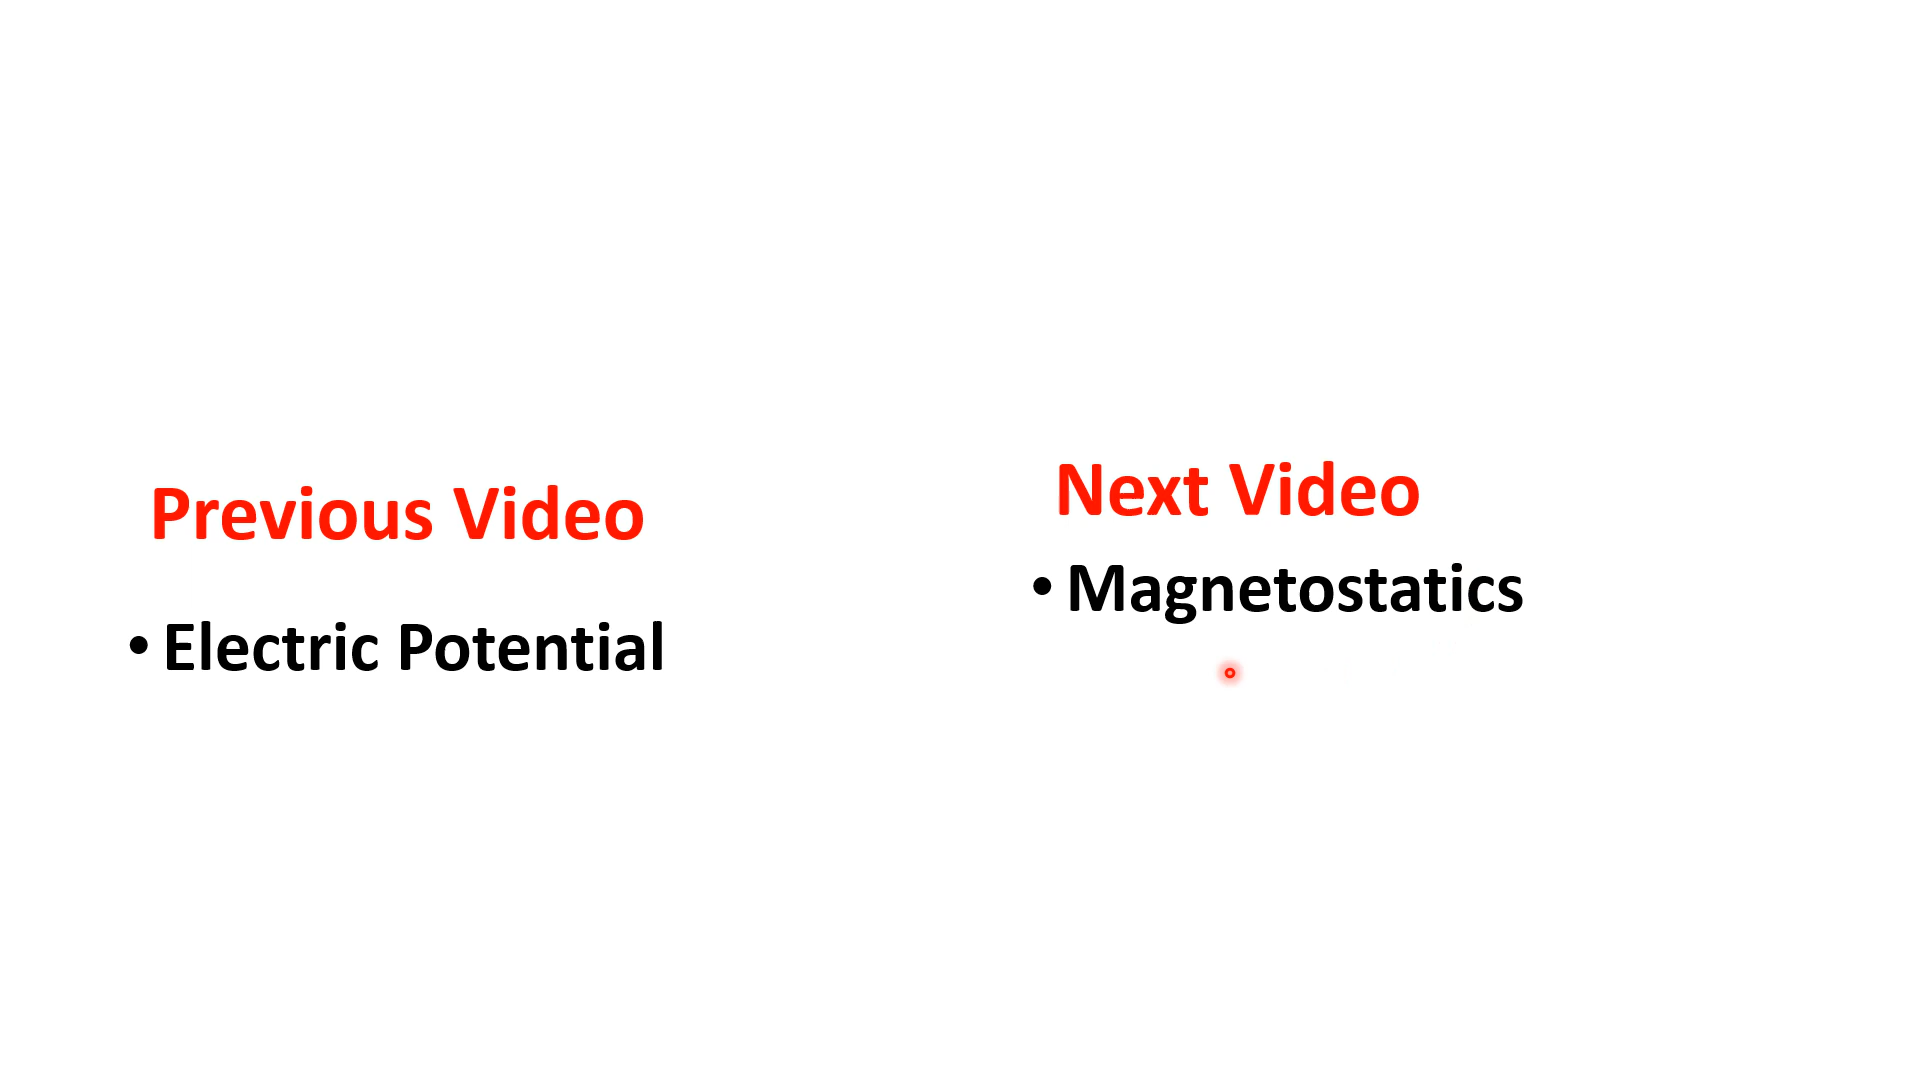 Previous Video
• Electric Potential
Next Video
• Magnetostatics